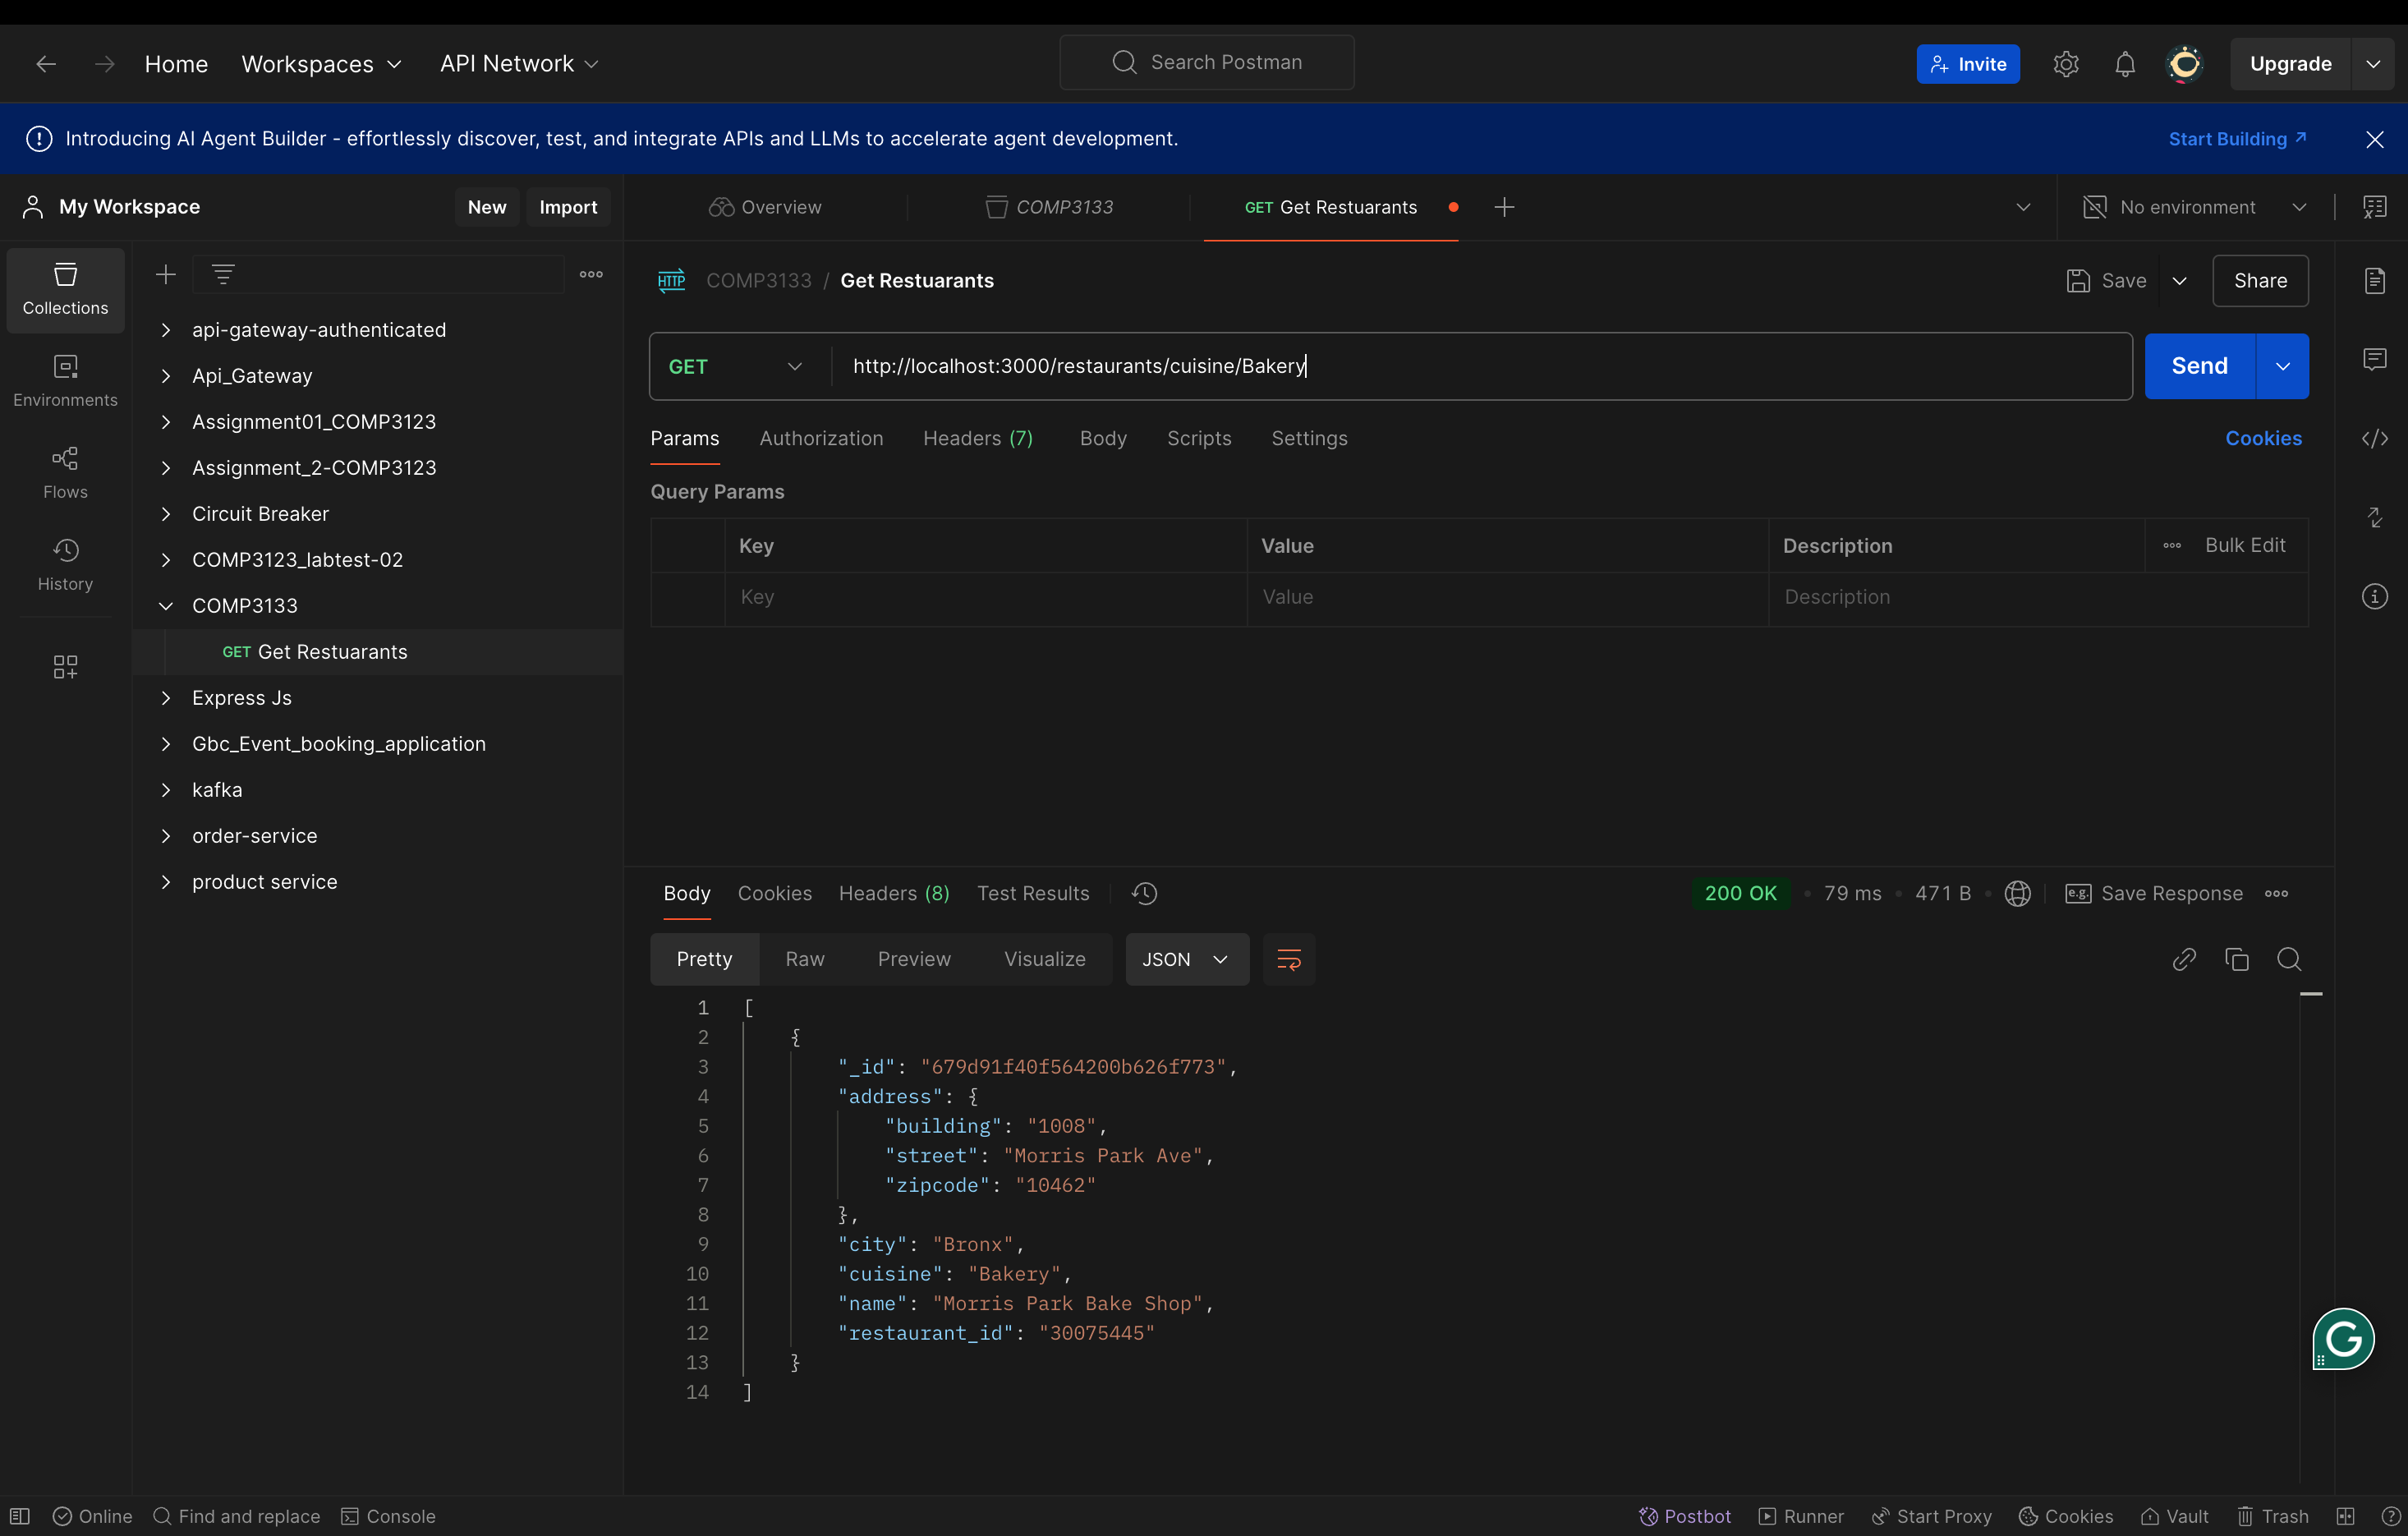 Home Workspaces API Network Search Postman Invite Upgrade
Introducing AI Agent Builder - effortlessly discover, test, and integrate APIs and LLMs to accelerate agent development. Start Building
My Workspace New Import Overview COMP3133 GET Get Restuarants No environment
Collections
Environments
Flows
History
api-gateway-authenticated
Api_Gateway
Assignment01_COMP3123
Assignment_2-COMP3123
Circuit Breaker
COMP3123_labtest-02
COMP3133
GET Get Restuarants
Express Js
Gbc_Event_booking_application
kafka
order-service
product service
HTTP COMP3133 / Get Restuarants Save Share
GET http://localhost:3000/restaurants/cuisine/Bakery Send
Params Authorization Headers (7) Body Scripts Settings Cookies
Query Params
Key Value Description Bulk Edit
Key Value Description
Body Cookies Headers (8) Test Results 200 OK 79 ms 471 B e.g. Save Response
Pretty Raw Preview Visualize JSON
1 [
2 {
3 "_id": "679d91f40f564200b626f773",
4 "address": {
5 "building": "1008",
6 "street": "Morris Park Ave",
7 "zipcode": "10462"
8 },
9 "city": "Bronx",
10 "cuisine": "Bakery",
11 "name": "Morris Park Bake Shop",
12 "restaurant_id": "30075445"
13 }
14 ]
Online Find and replace Console Postbot Runner Start Proxy Cookies Vault Trash